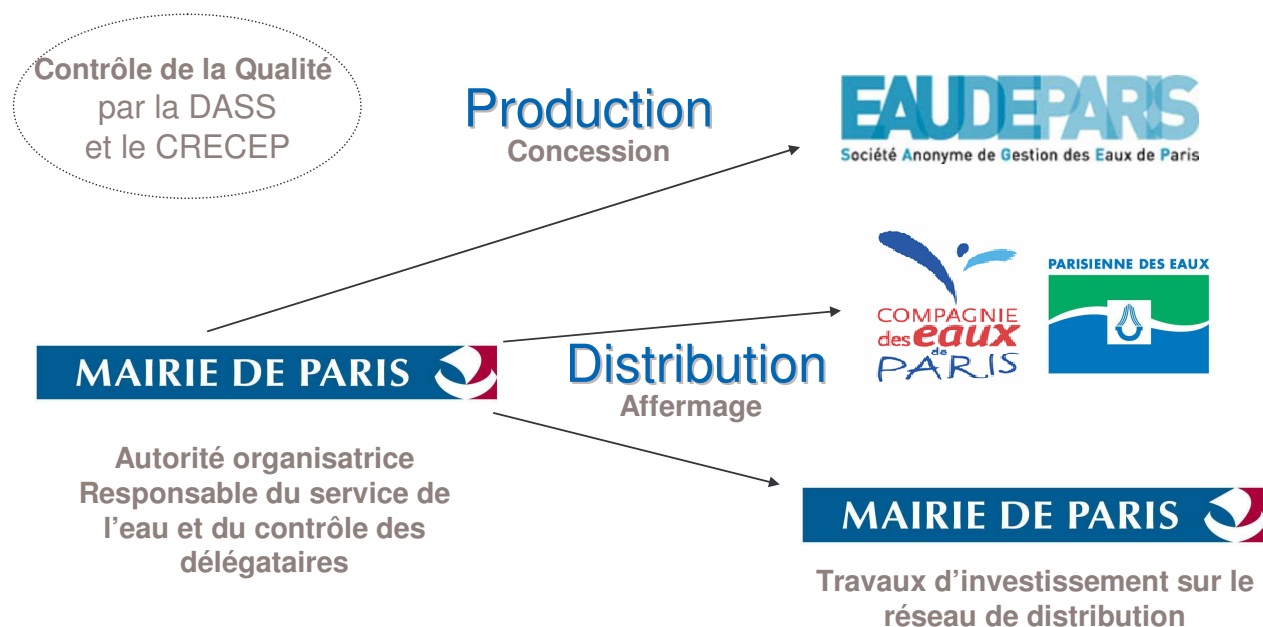 Contrôle de la Qualité
par la DASS
et le CRECEP
Production
Concession
EAUDEPARIS
Société Anonyme de Gestion des Eaux de Paris
COMPAGNIE
des eaux
de
PARIS
PARISIENNE DES EAUX
MAIRIE DE PARIS
Distribution
Affermage
Autorité organisatrice
Responsable du service de
l'eau et du contrôle des
délégataires
MAIRIE DE PARIS
Travaux d'investissement sur le
réseau de distribution